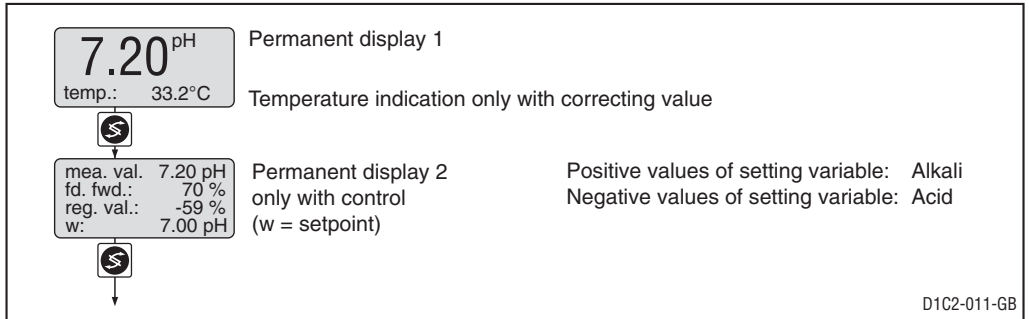 7.20 pH Permanent display 1
temp.: 33.2°C Temperature indication only with correcting value
mea. val. 7.20 pH Permanent display 2 Positive values of setting variable: Alkali
fd. fwd.: 70 % only with control Negative values of setting variable: Acid
reg. val.: -59 % (w = setpoint)
w: 7.00 pH
D1C2-011-GB